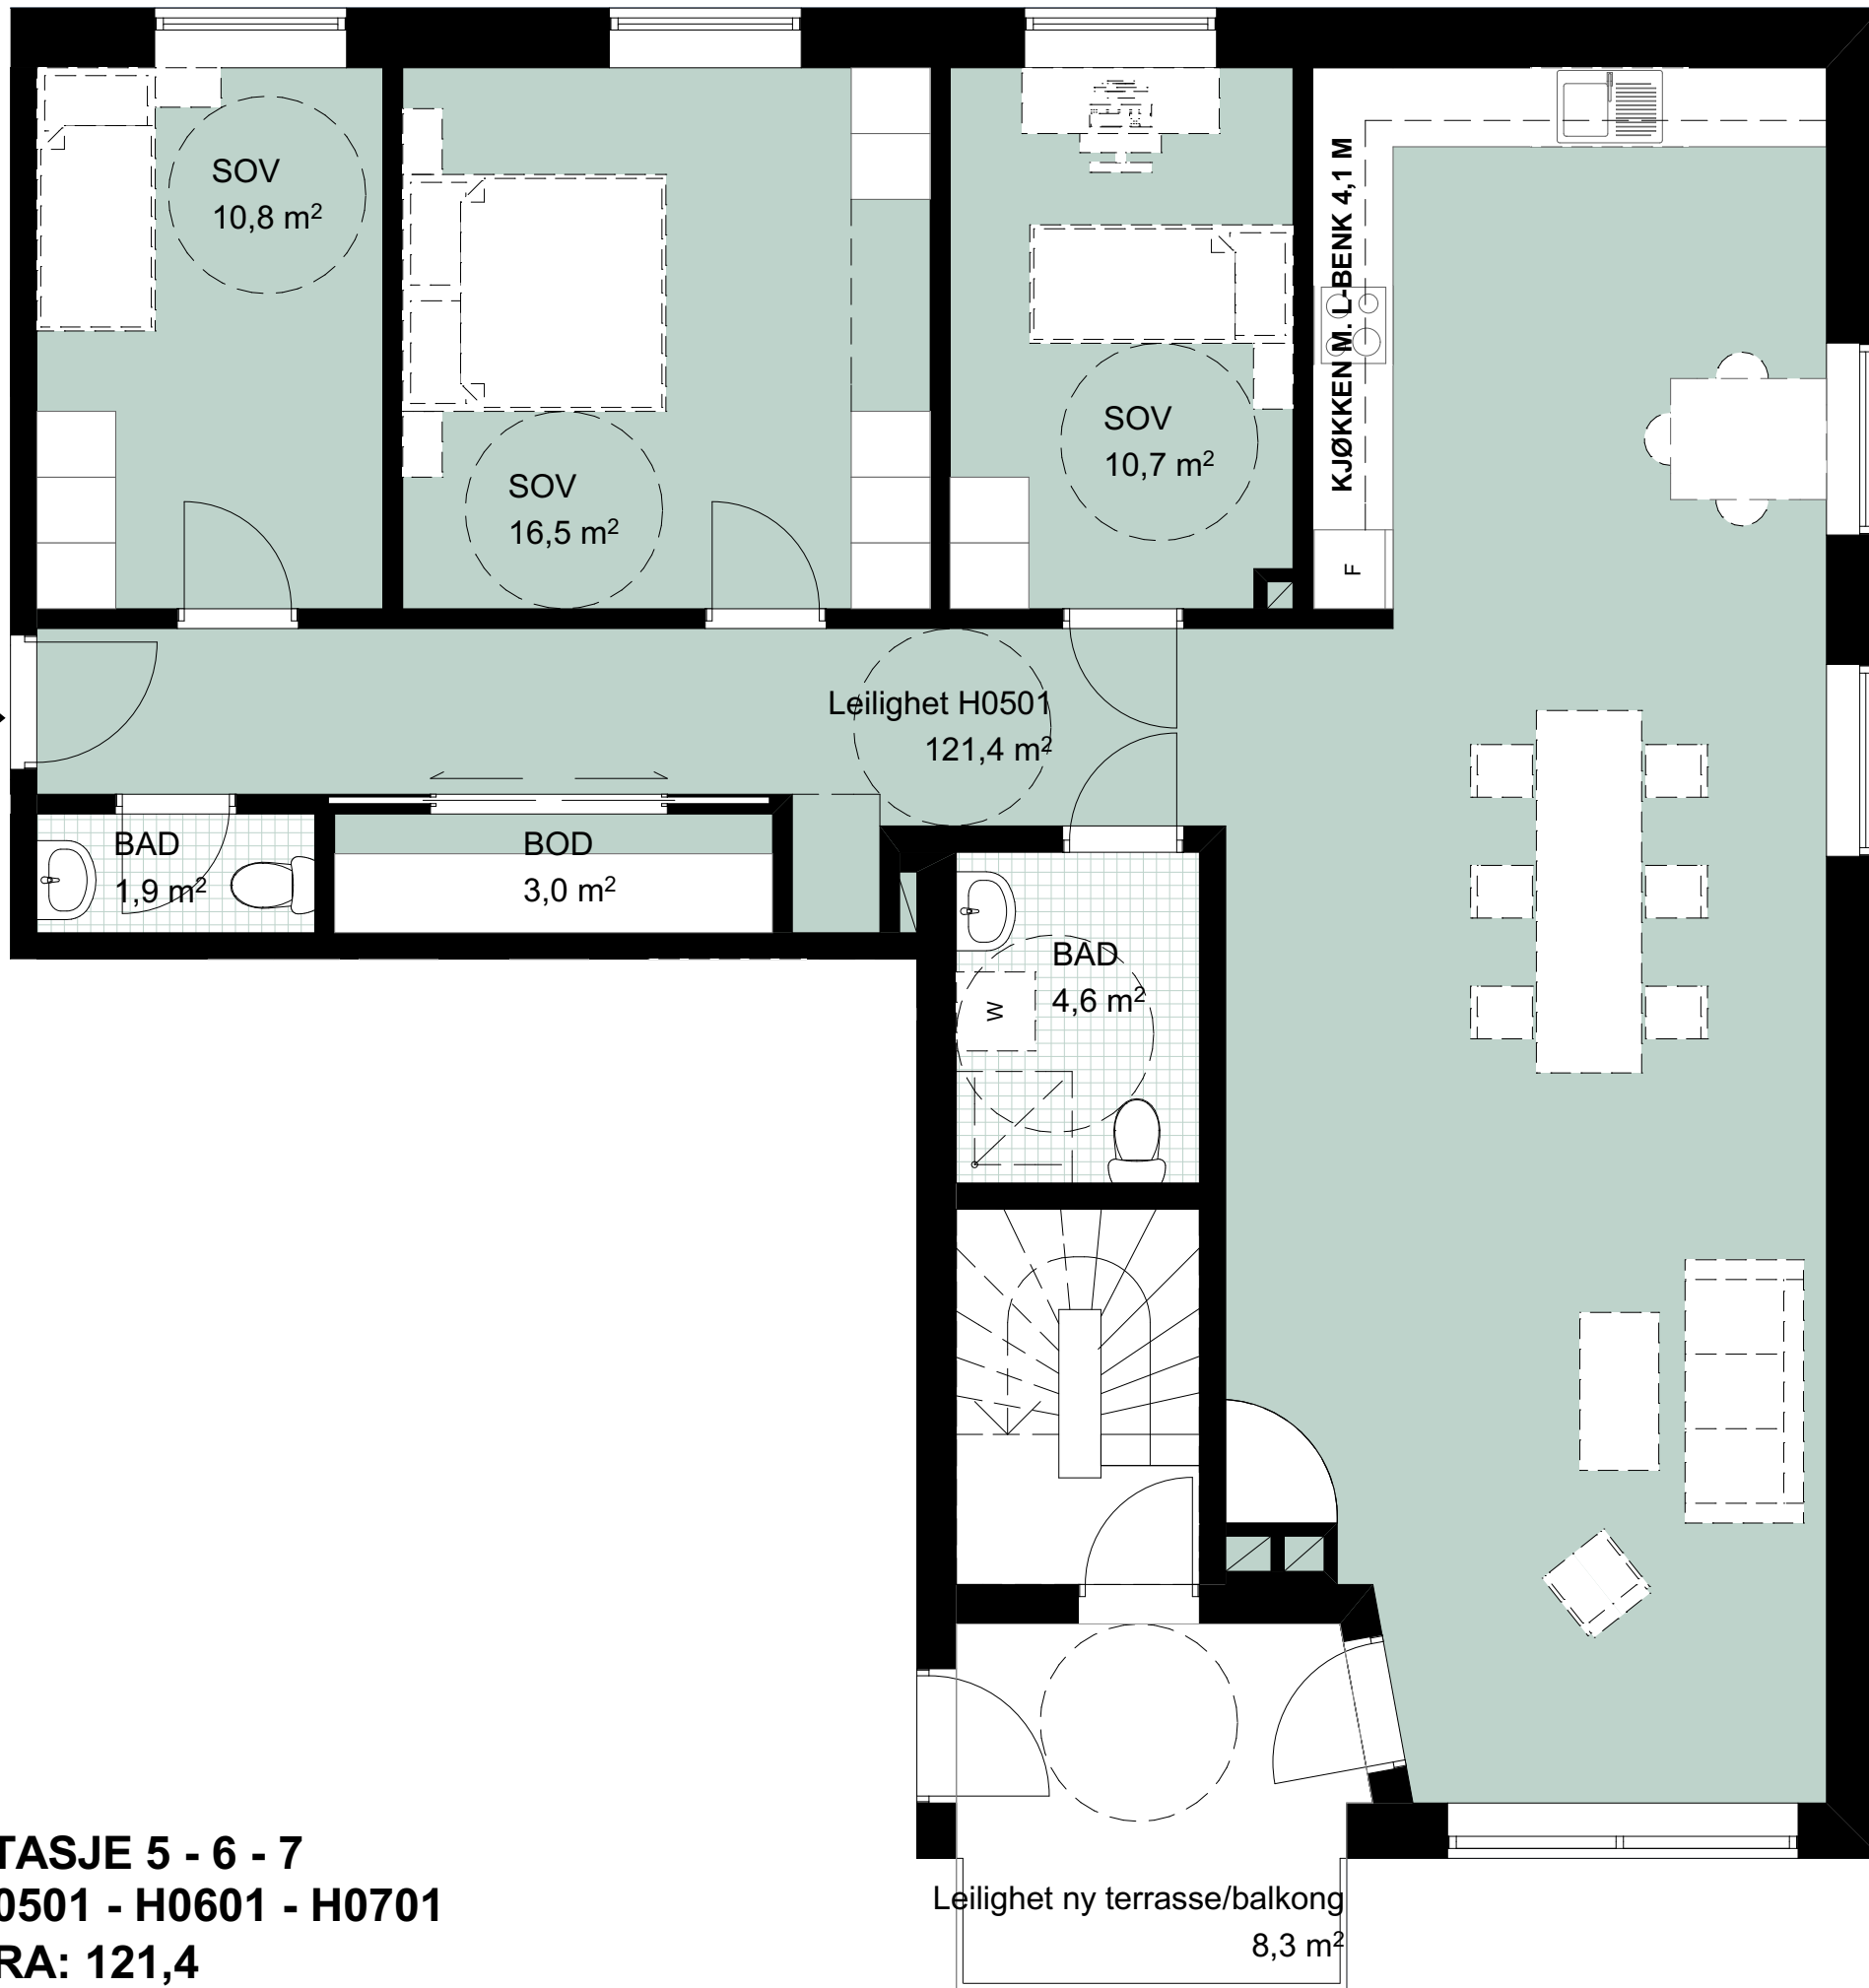 SOV
10,8 m²
SOV
16,5 m²
SOV
10,7 m²
KJØKKEN M. L-BENK 4,1 M
F
Leilighet H0501
121,4 m²
BAD
1,9 m²
BOD
3,0 m²
BAD
4,6 m²
W
TASJE 5 - 6 - 7
0501 - H0601 - H0701
RA: 121,4
Leilighet ny terrasse/balkong
8,3 m²